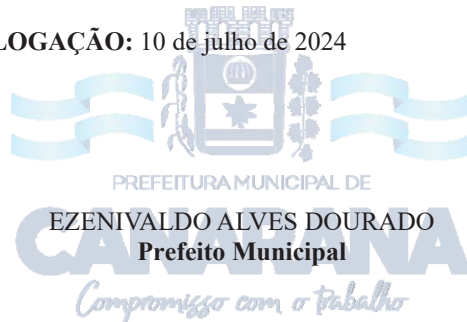 LOGAÇÃO: 10 de julho de 2024
PREFEITURA MUNICIPAL DE
EZENIVALDO ALVES DOURADO
CANARANA
Prefeito Municipal
Compromisso com o trabalho